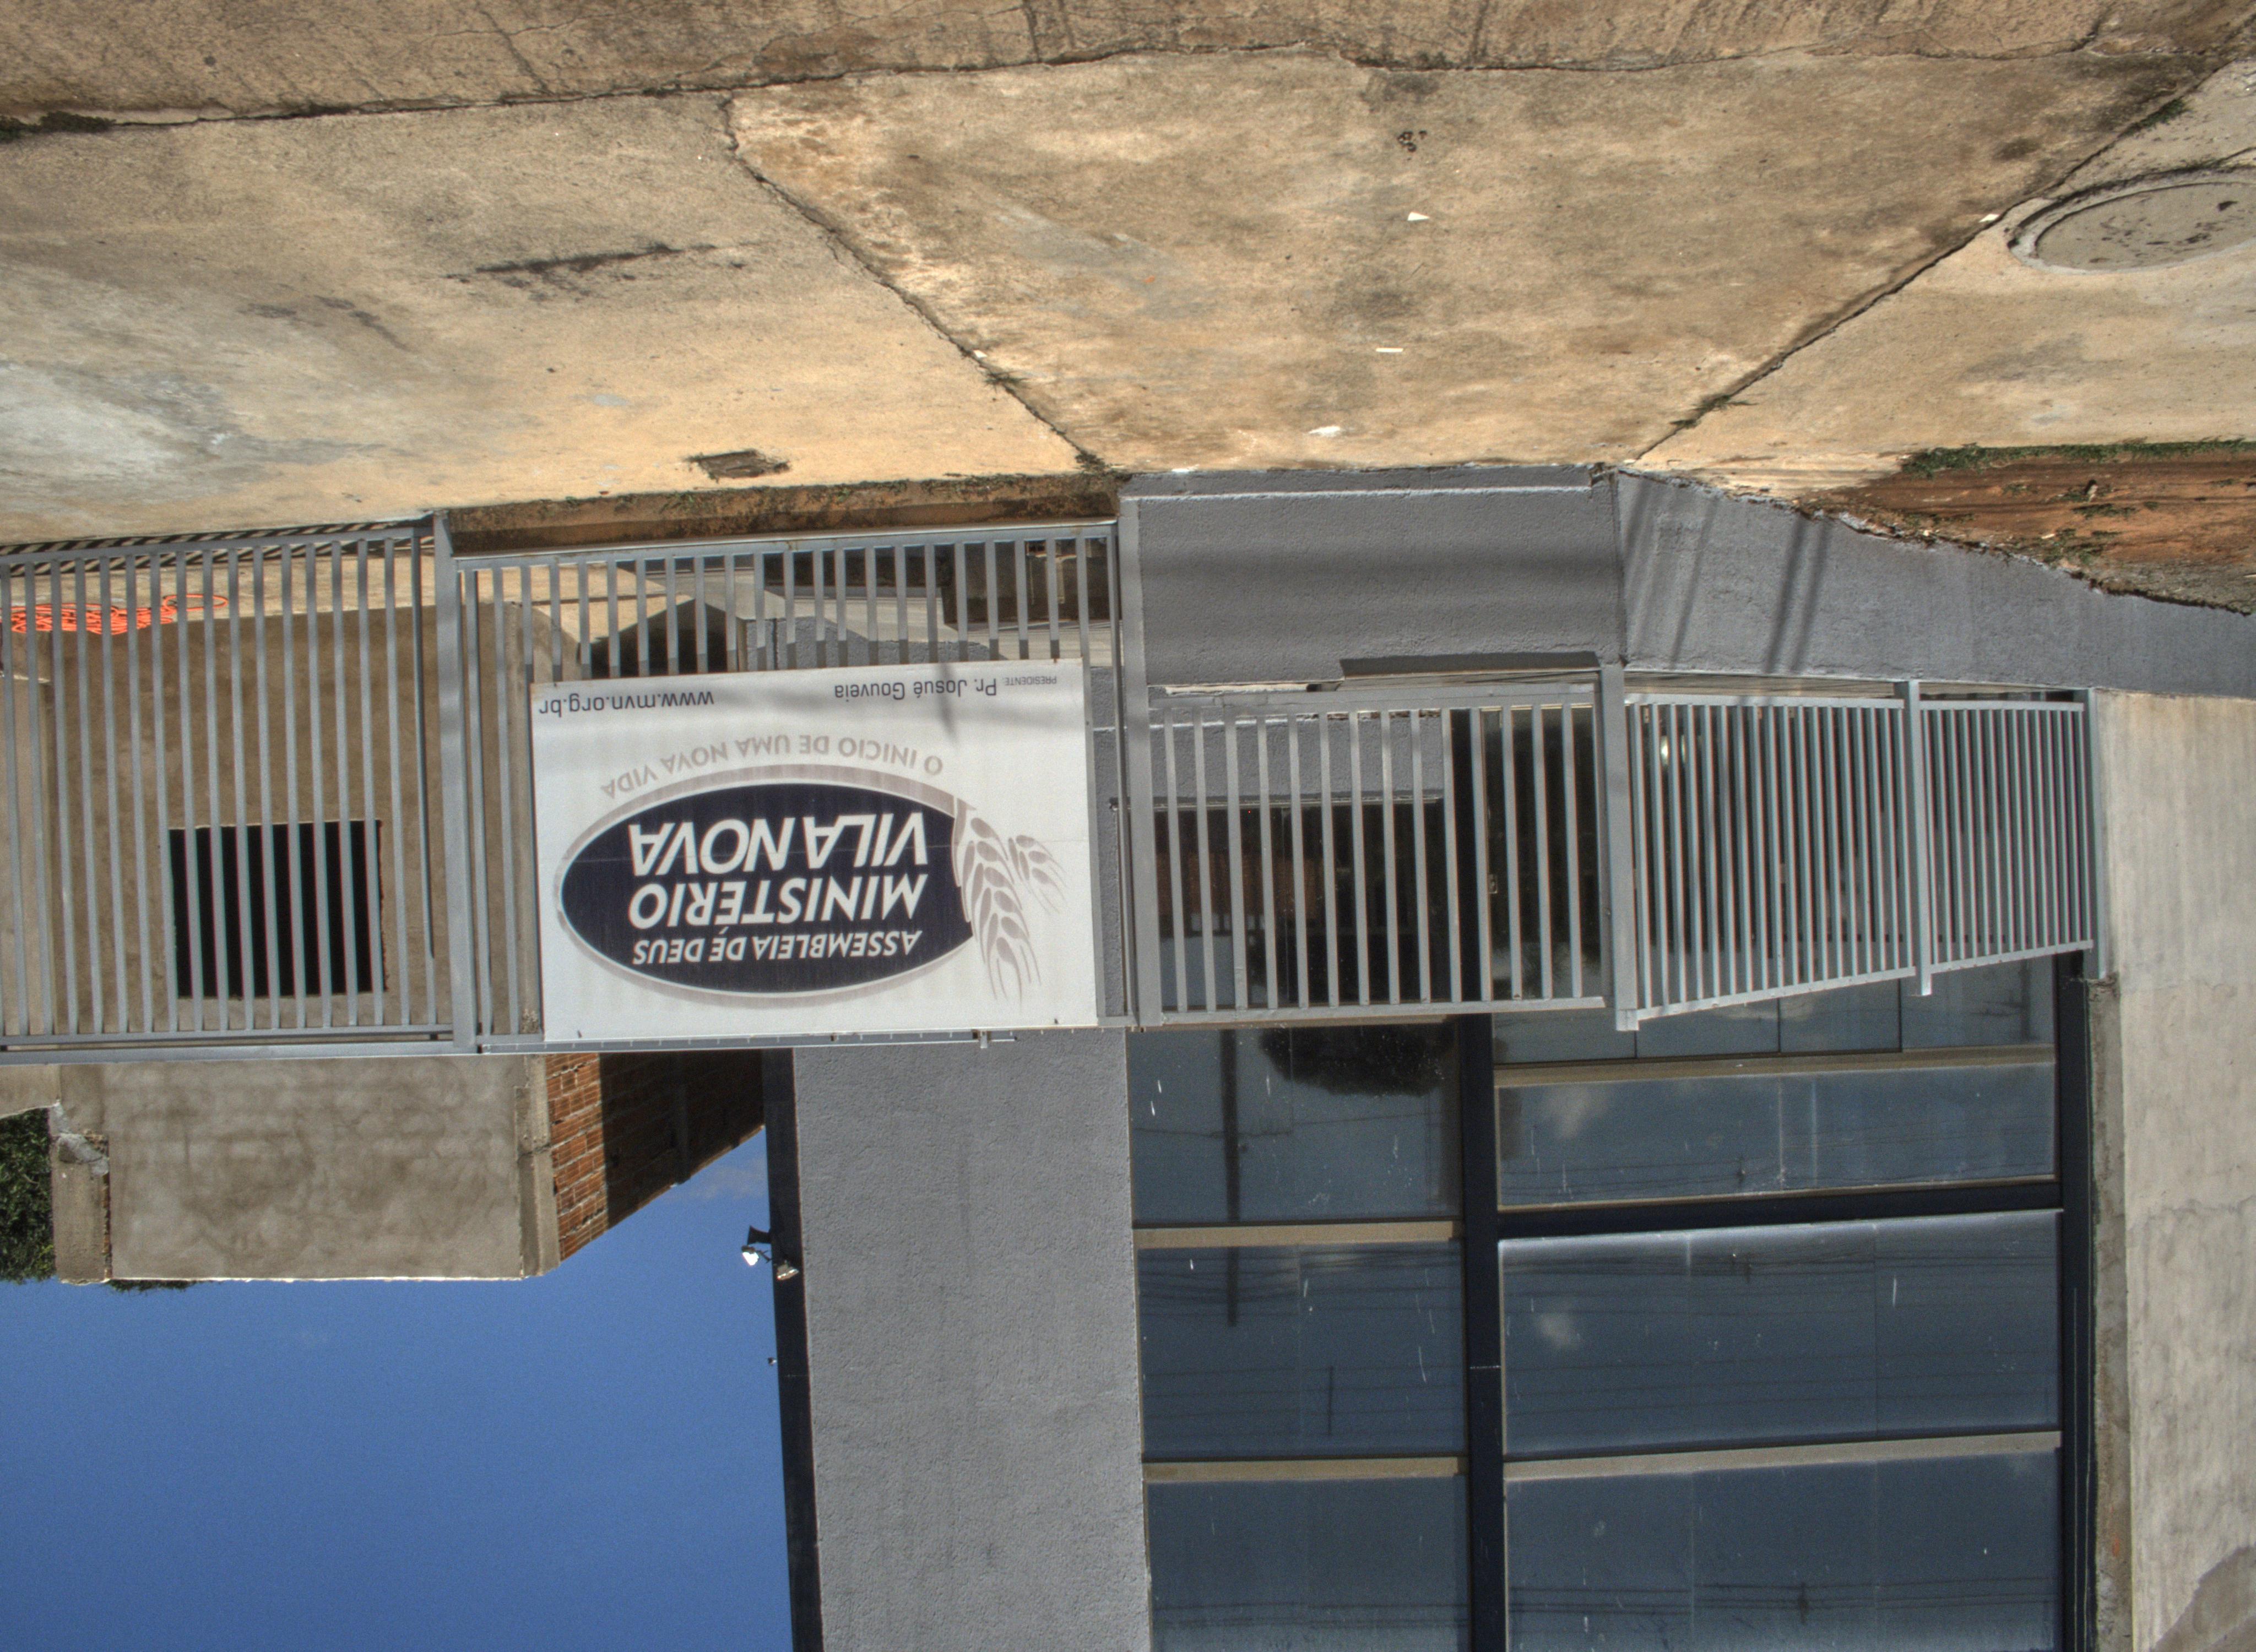 ASSEMBLEIA DE DEUS
MINISTÉRIO
VILA NOVA
O INICIO DE UMA NOVA VIDA
PRESIDENTE: Pr. Josué Gouveia www.mvn.org.br